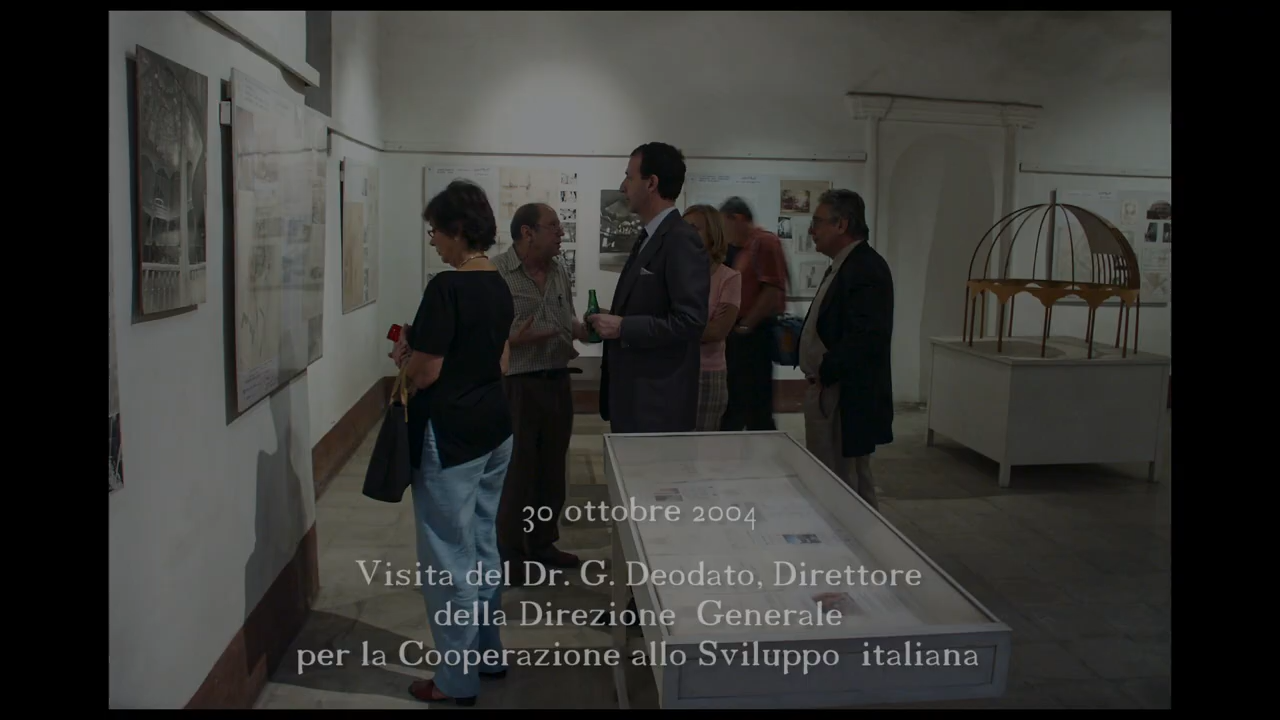 30 ottobre 2004
Visita del Dr. G. Deodato, Direttore
della Direzione Generale
per la Cooperazione allo Sviluppo italiana